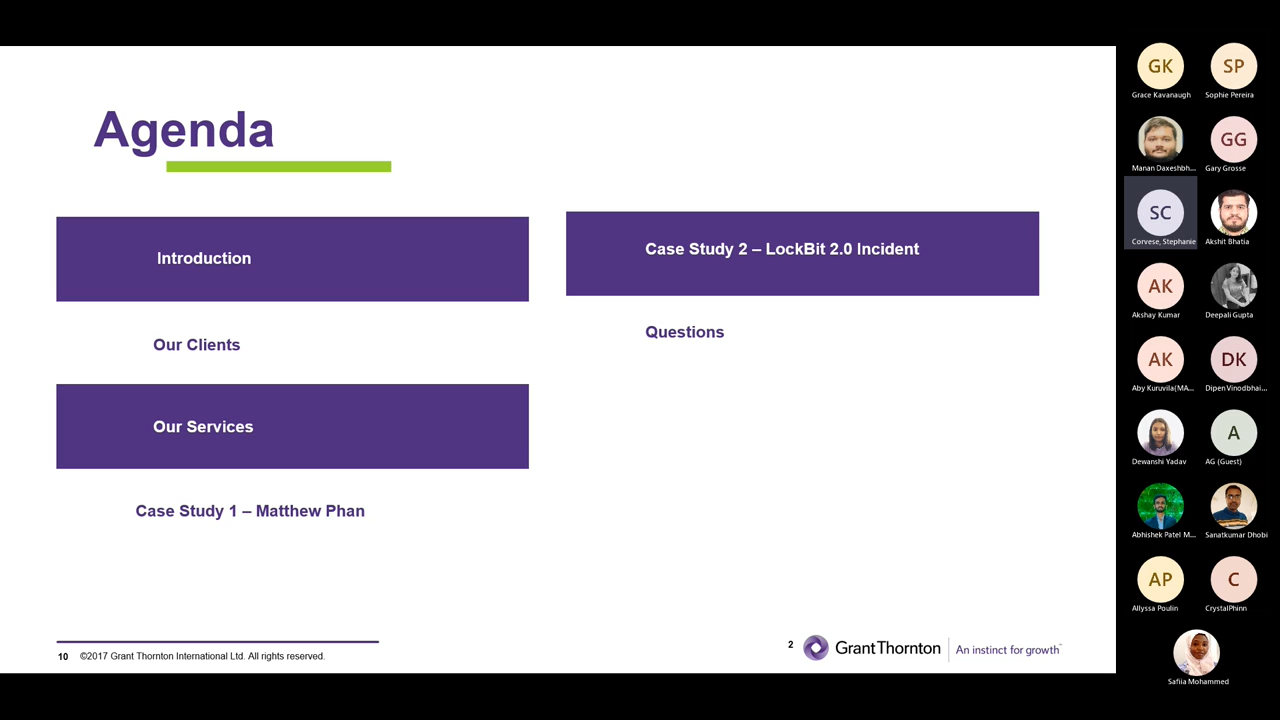 Agenda
Introduction
Our Clients
Our Services
Case Study 1 – Matthew Phan
Case Study 2 – LockBit 2.0 Incident
Questions
10 ©2017 Grant Thornton International Ltd. All rights reserved.
2
GrantThornton
An instinct for growth™
GK
Grace Kavanaugh
SP
Sophie Pereira
Manan Daxeshbh...
GG
Gary Grosse
SC
Corvese, Stephanie
Akshit Bhatia
AK
Akshay Kumar
Deepali Gupta
AK
Aby Kuruvila(MA...
DK
Dipen Vinodbhai...
Dewanshi Yadav
A
AG (Guest)
Abhishek Patel M...
Sanatkumar Dhobi
AP
Allyssa Poulin
C
CrystalPhinn
Safiia Mohammed